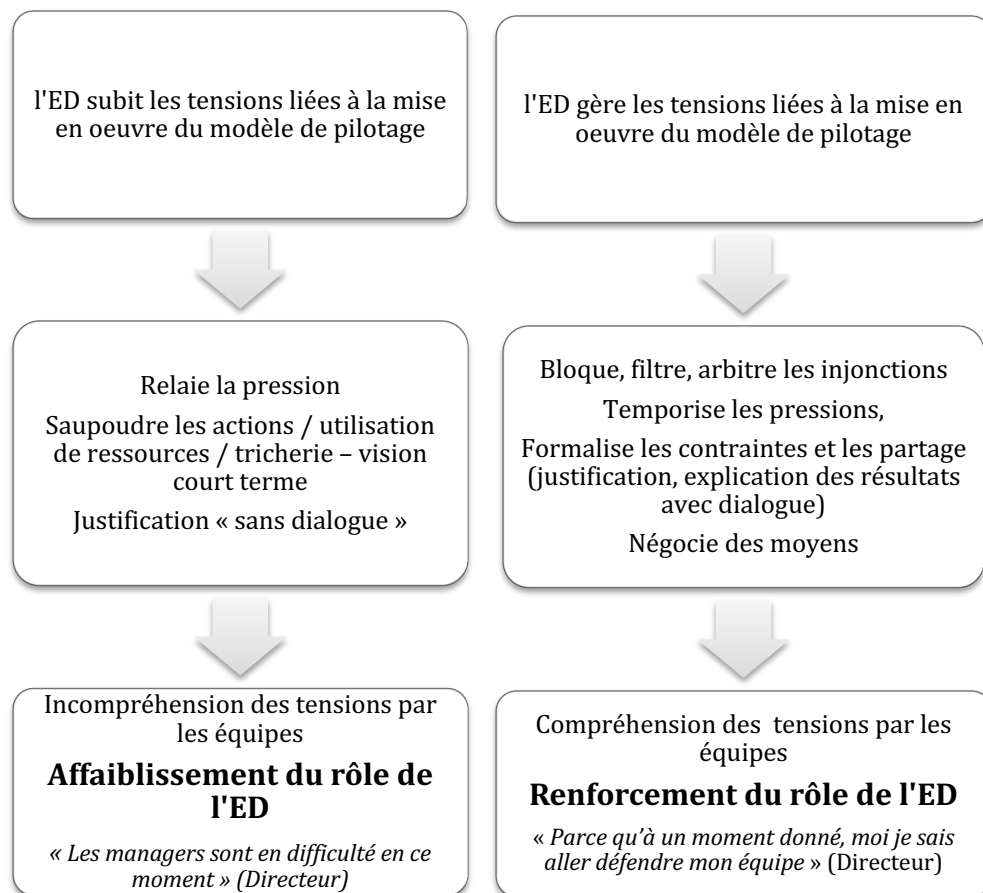 l'ED subit les tensions liées à la mise
en oeuvre du modèle de pilotage
Relaie la pression
Saupoudre les actions / utilisation
de ressources / tricherie – vision
court terme
Justification « sans dialogue »
Incompréhension des tensions par
les équipes
Affaiblissement du rôle de
l'ED
« Les managers sont en difficulté en ce
moment » (Directeur)
l'ED gère les tensions liées à la mise en
oeuvre du modèle de pilotage
Bloque, filtre, arbitre les injonctions
Temporise les pressions,
Formalise les contraintes et les partage
(justification, explication des résultats
avec dialogue)
Négocie des moyens
Compréhension des tensions par les
équipes
Renforcement du rôle de l'ED
« Parce qu’à un moment donné, moi je sais
aller défendre mon équipe » (Directeur)